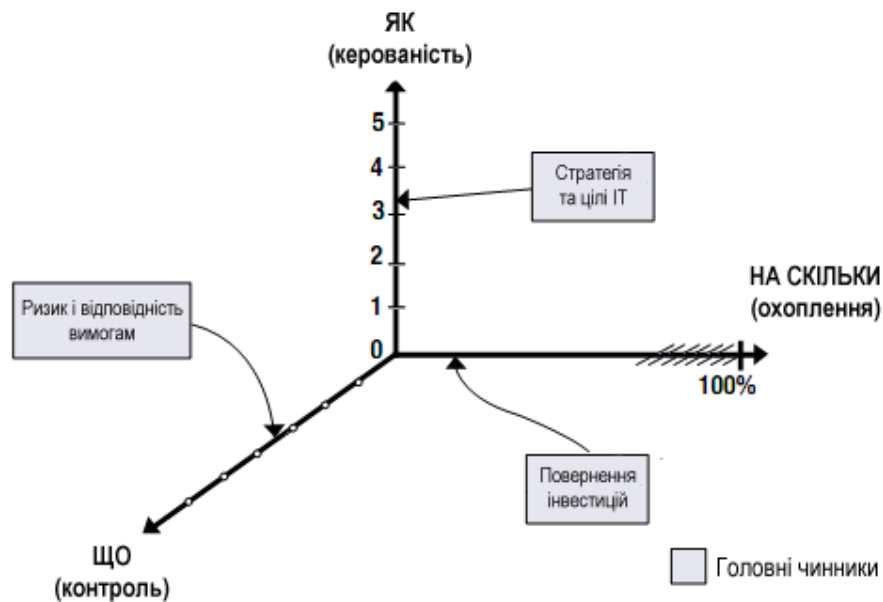 ЯК
(керованість)
5
4
3
2
1
0
Стратегія
та цілі ІТ
НА СКІЛЬКИ
(охоплення)
100%
Ризик і відповідність
вимогам
Повернення
інвестицій
ЩО
(контроль)
Головні чинники